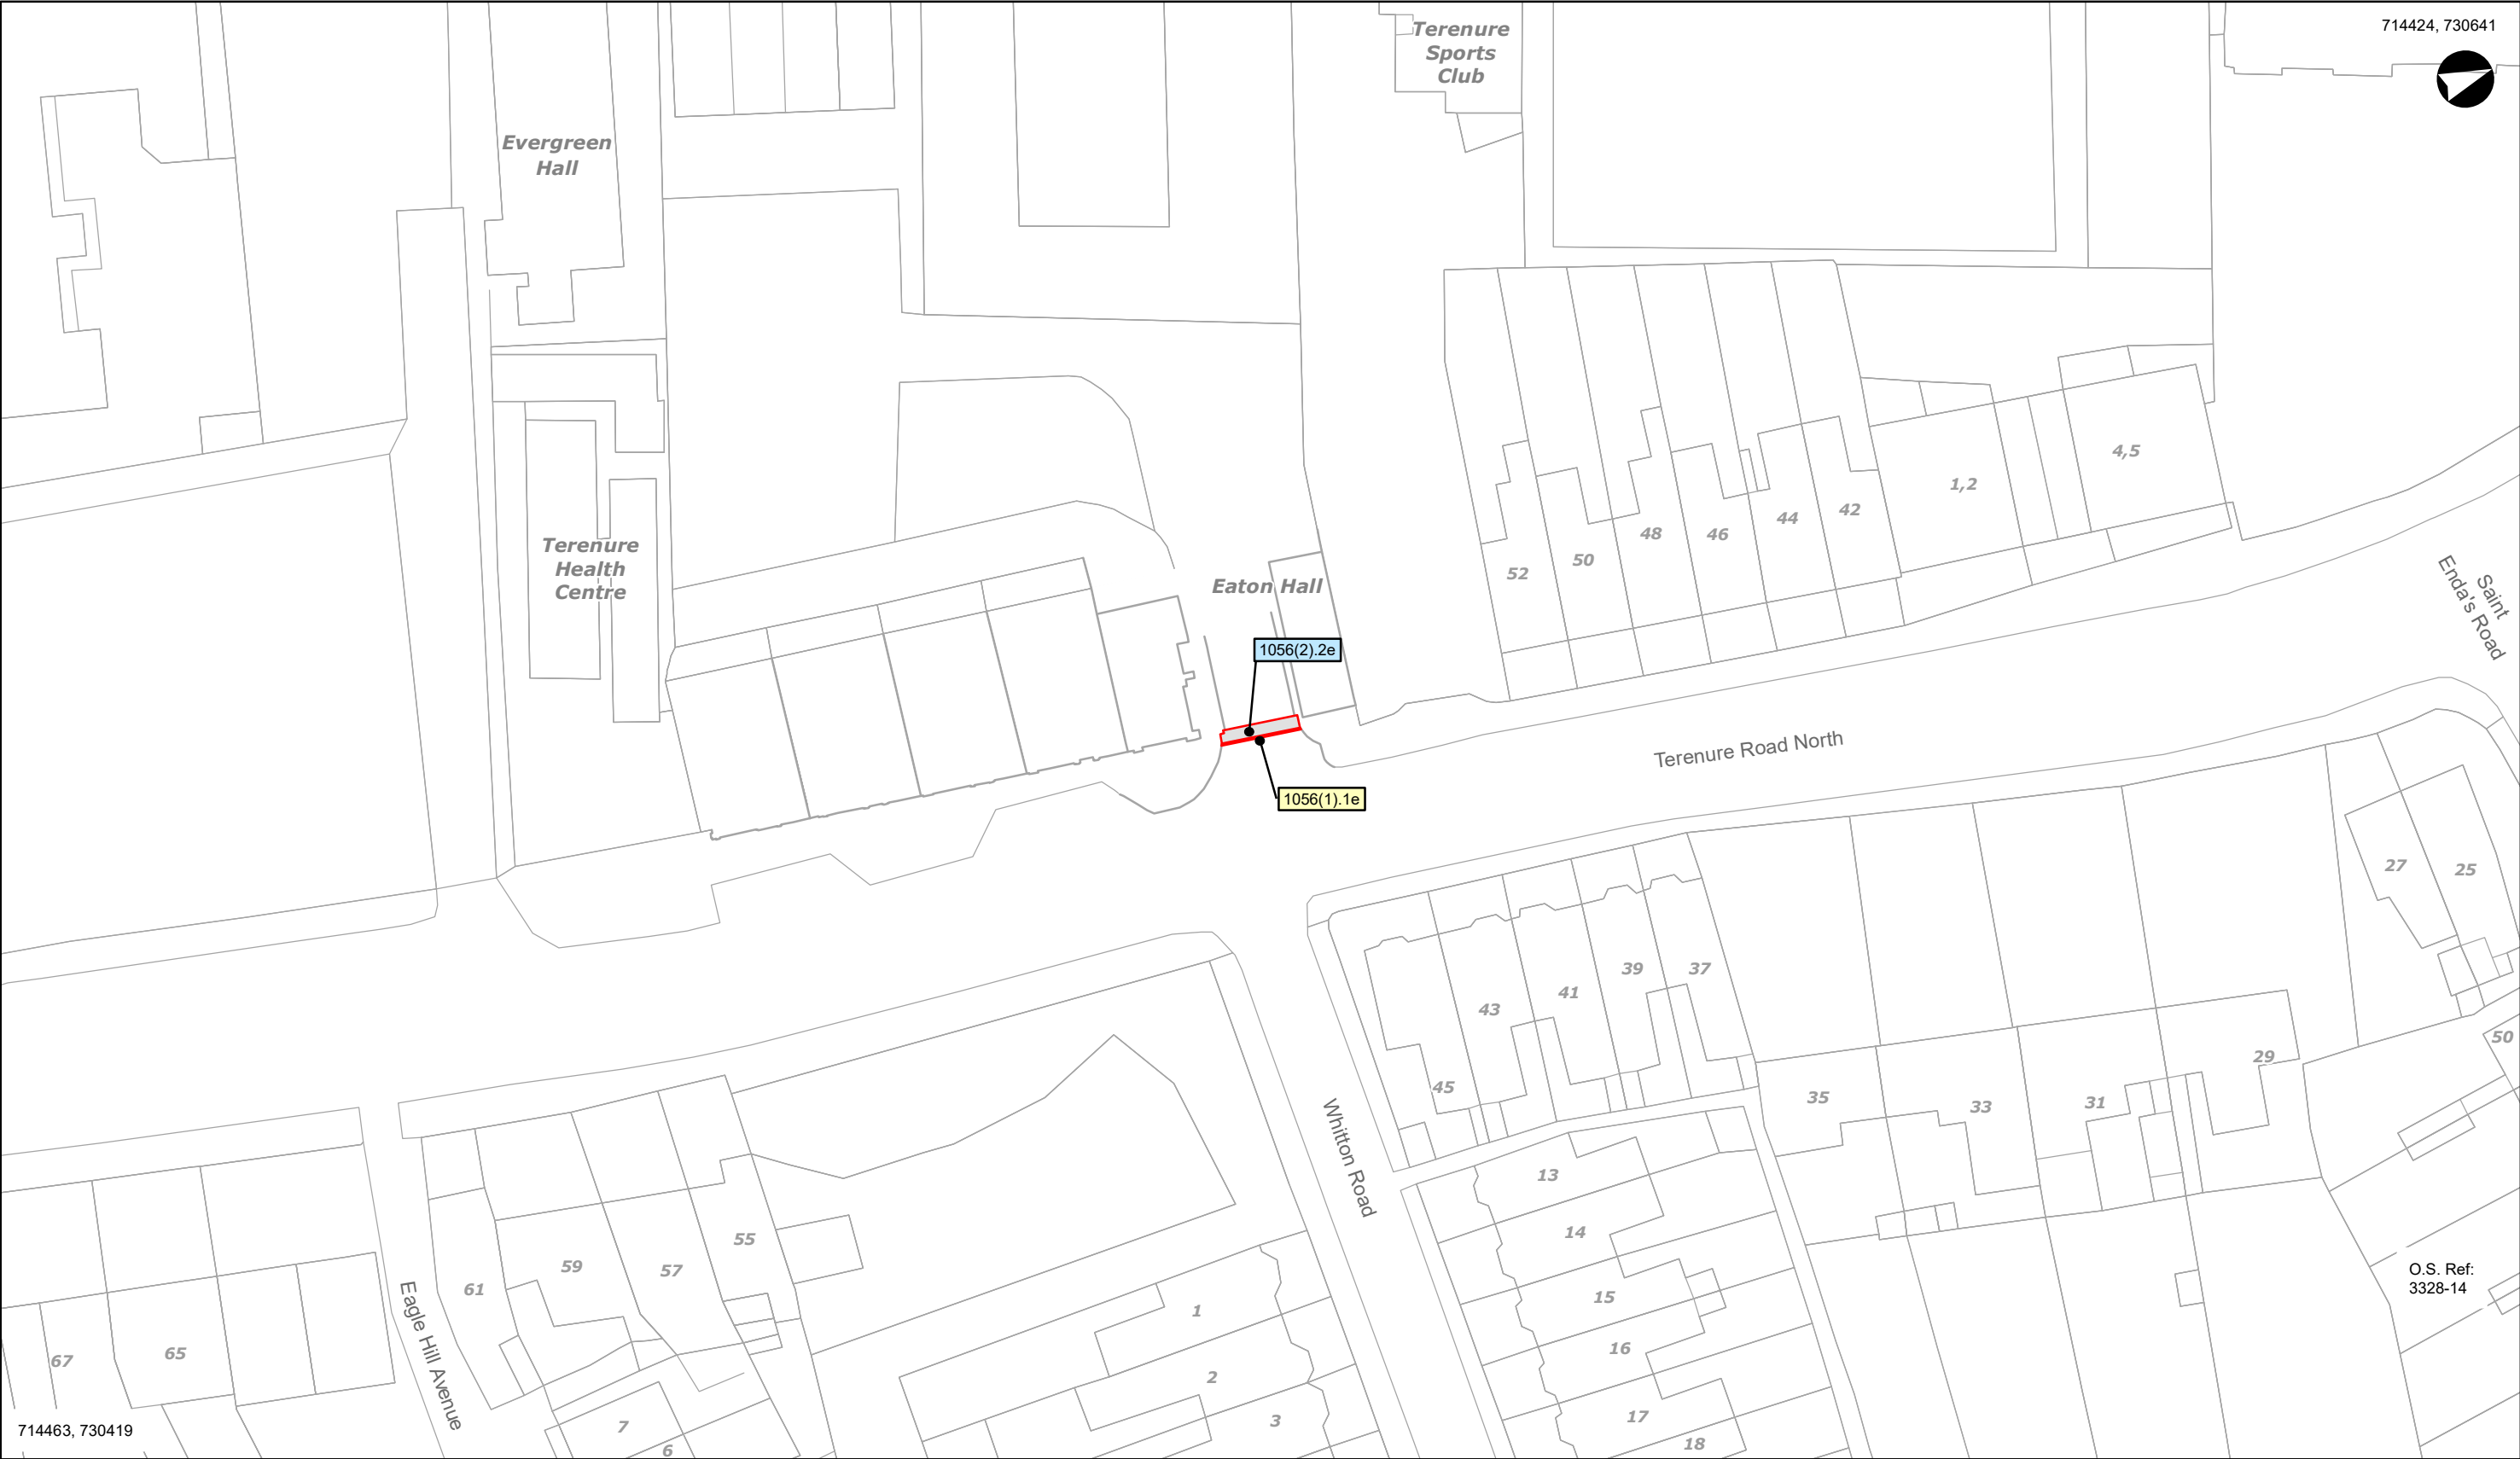 714424, 730641
Terenure
Sports
Club
Evergreen
Hall
4,5
1,2
42
44
46
48
50
52
Terenure
Health
Centre
Eaton Hall
Saint
Enda's Road
1056(2).2e
Terenure Road North
1056(1).1e
27
25
37
39
41
43
45
50
29
31
33
35
Whitton Road
13
14
15
16
17
18
55
57
59
61
65
67
Eagle Hill Avenue
1
2
3
7
6
O.S. Ref:
3328-14
714463, 730419